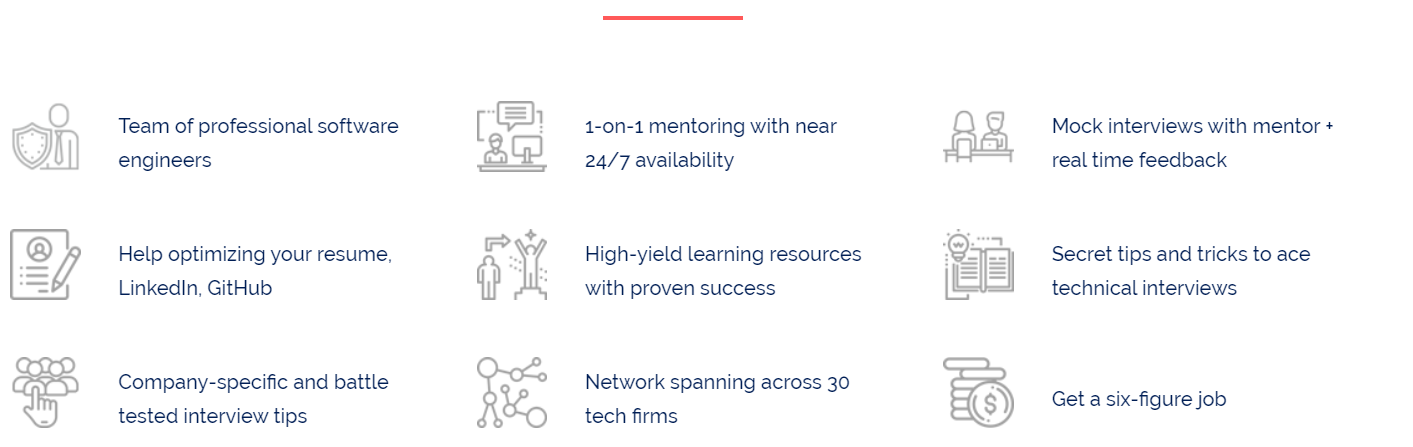 Team of professional software
engineers
1-on-1 mentoring with near
24/7 availability
Mock interviews with mentor +
real time feedback
Help optimizing your resume,
LinkedIn, GitHub
High-yield learning resources
with proven success
Secret tips and tricks to ace
technical interviews
Company-specific and battle
tested interview tips
Network spanning across 30
tech firms
Get a six-figure job